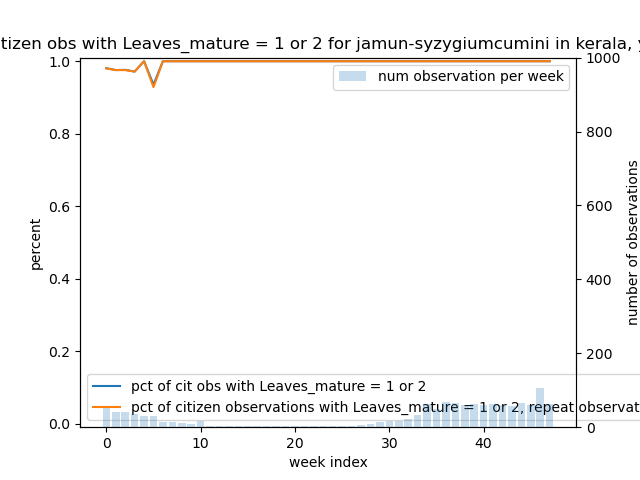 tizen obs with Leaves_mature = 1 or 2 for jamun-syzygiumcumini in kerala,
num observation per week
1.0
0.8
0.6
0.4
0.2
0.0
percent
1000
800
600
400
200
0
number of observations
pct of cit obs with Leaves_mature = 1 or 2
pct of citizen observations with Leaves_mature = 1 or 2, repeat observat
0 10 20 30 40
week index